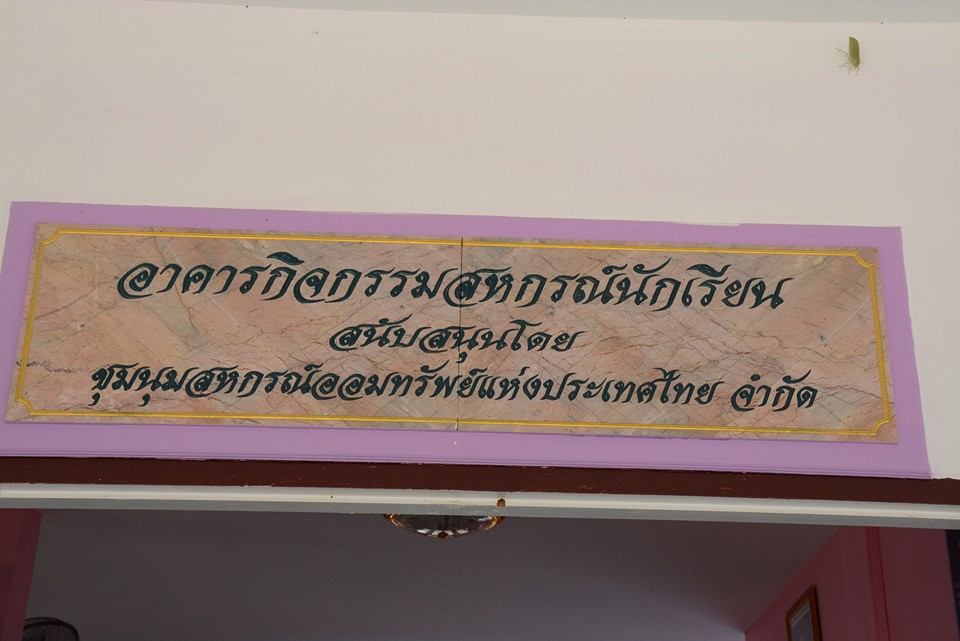 อาคารกิจกรรมสหกรณ์นักเรียน
สนับสนุนโดย
ชุมนุมสหกรณ์ออมทรัพย์แห่งประเทศไทย จำกัด